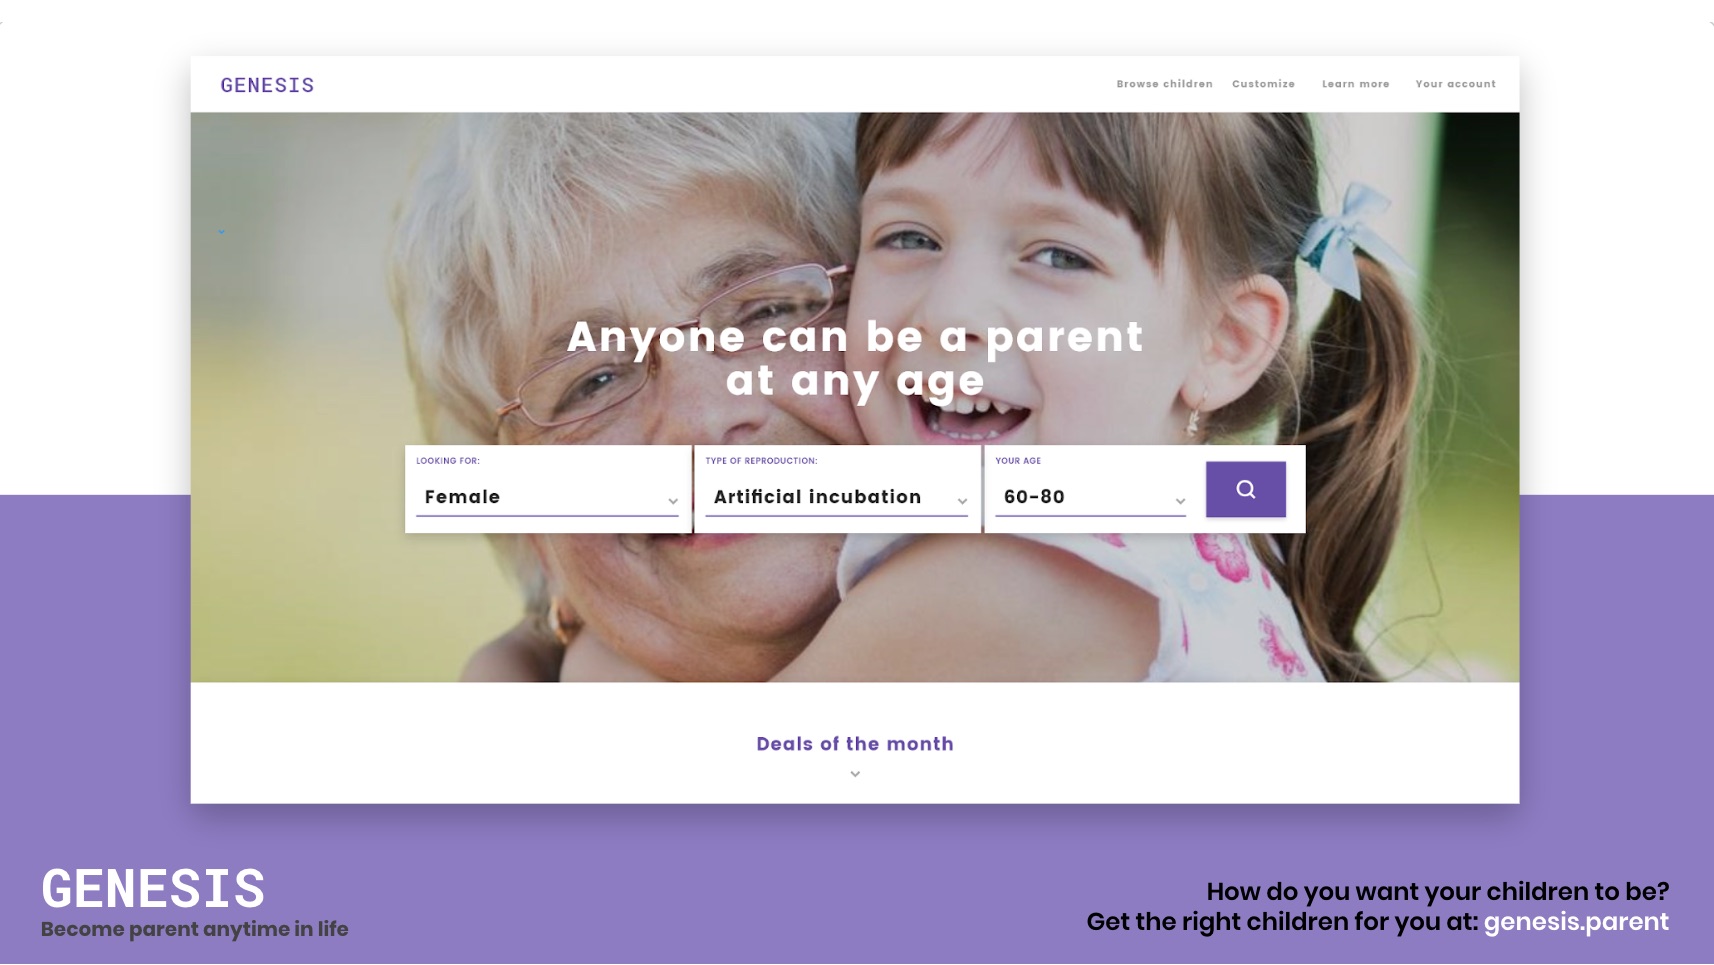 GENESIS
Browse children Customize Learn more Your account
Anyone can be a parent
at any age
LOOKING FOR:
Female
TYPE OF REPRODUCTION:
Artificial incubation
YOUR AGE
60-80
Deals of the month
GENESIS
Become parent anytime in life
How do you want your children to be?
Get the right children for you at: genesis.parent